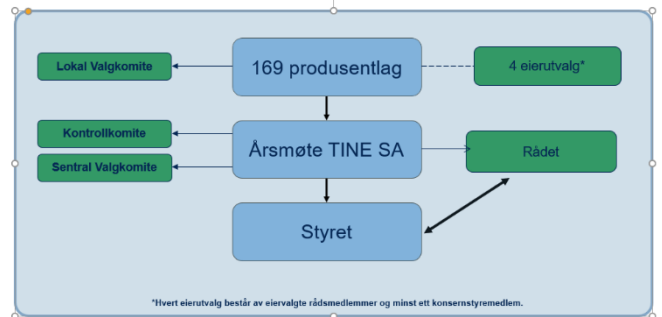 169 produsentlag
Lokal Valgkomite
4 eierutvalg*
Kontrollkomite
Årsmøte TINE SA
Rådet
Sentral Valgkomite
Styret
*Hvert eierutvalg består av eiervalgte rådsmedlemmer og minst ett konsernstyremedlem.